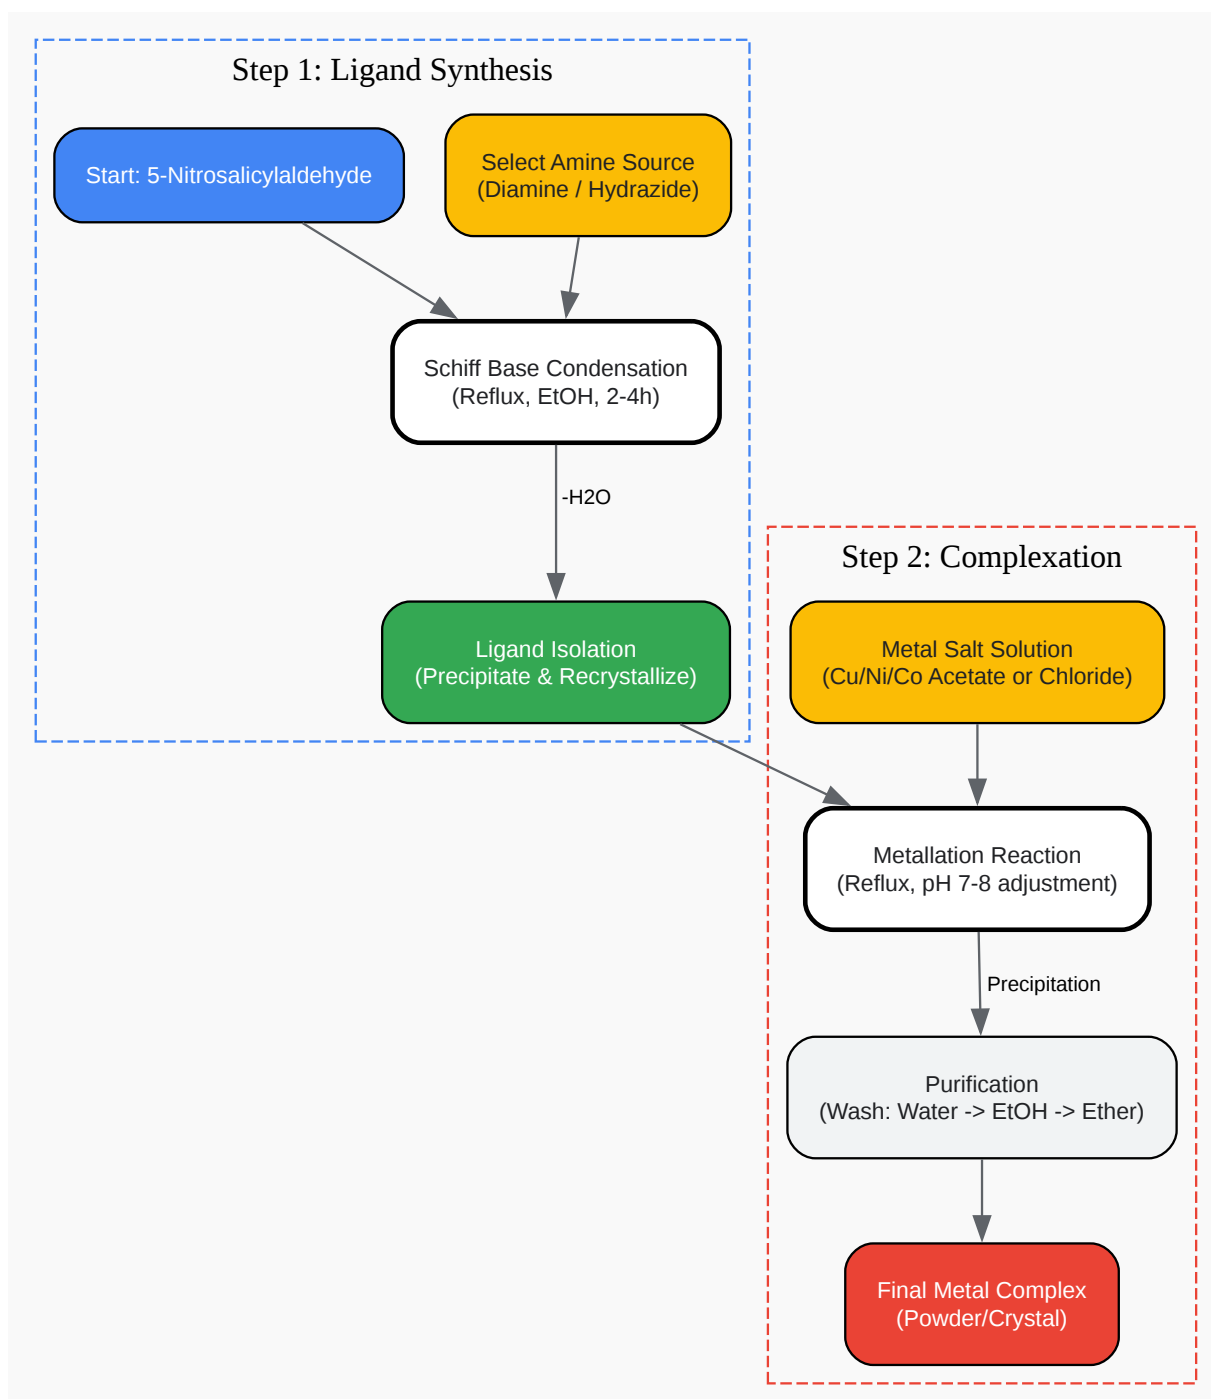 Step 1: Ligand Synthesis
Start: 5-Nitrosalicylaldehyde
Select Amine Source
(Diamine / Hydrazide)
Schiff Base Condensation
(Reflux, EtOH, 2-4h)
-H2O
Ligand Isolation
(Precipitate & Recrystallize)
Step 2: Complexation
Metal Salt Solution
(Cu/Ni/Co Acetate or Chloride)
Metallation Reaction
(Reflux, pH 7-8 adjustment)
Precipitation
Purification
(Wash: Water -> EtOH -> Ether)
Final Metal Complex
(Powder/Crystal)